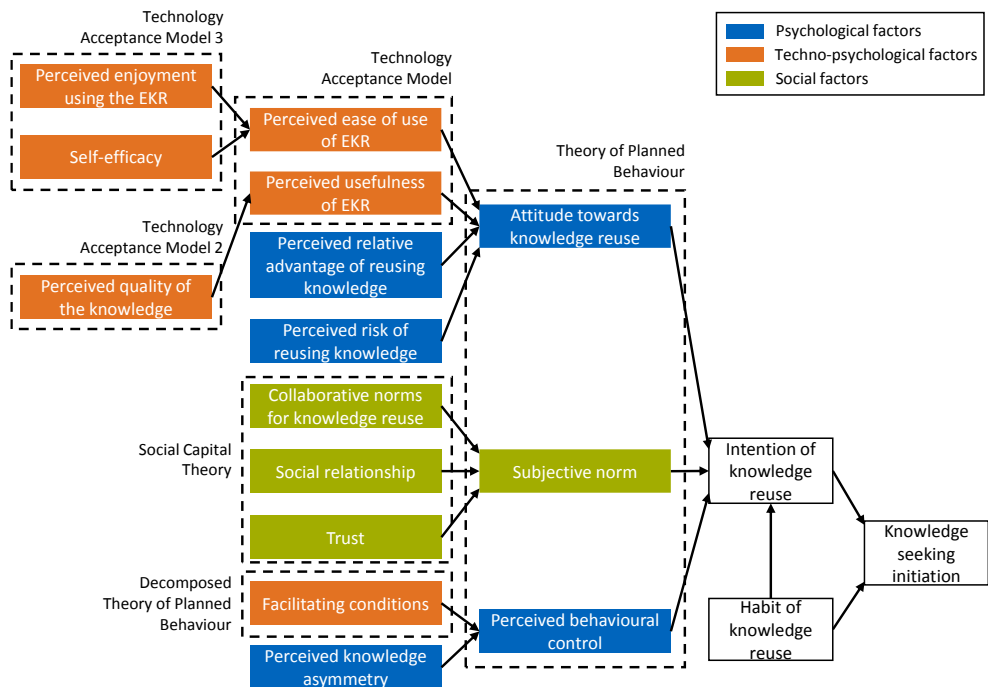 Technology
Acceptance Model 3
Perceived enjoyment
using the EKR
Self-efficacy
Technology
Acceptance Model 2
Perceived quality of
the knowledge
Technology
Acceptance Model
Perceived ease of use
of EKR
Perceived usefulness
of EKR
Perceived relative
advantage of reusing
knowledge
Perceived risk of
reusing knowledge
Social Capital
Theory
Collaborative norms
for knowledge reuse
Social relationship
Trust
Decomposed
Theory of Planned
Behaviour
Facilitating conditions
Perceived knowledge
asymmetry
Theory of Planned
Behaviour
Attitude towards
knowledge reuse
Subjective norm
Perceived behavioural
control
Psychological factors
Techno-psychological factors
Social factors
Intention of
knowledge
reuse
Habit of
knowledge
reuse
Knowledge
seeking
initiation